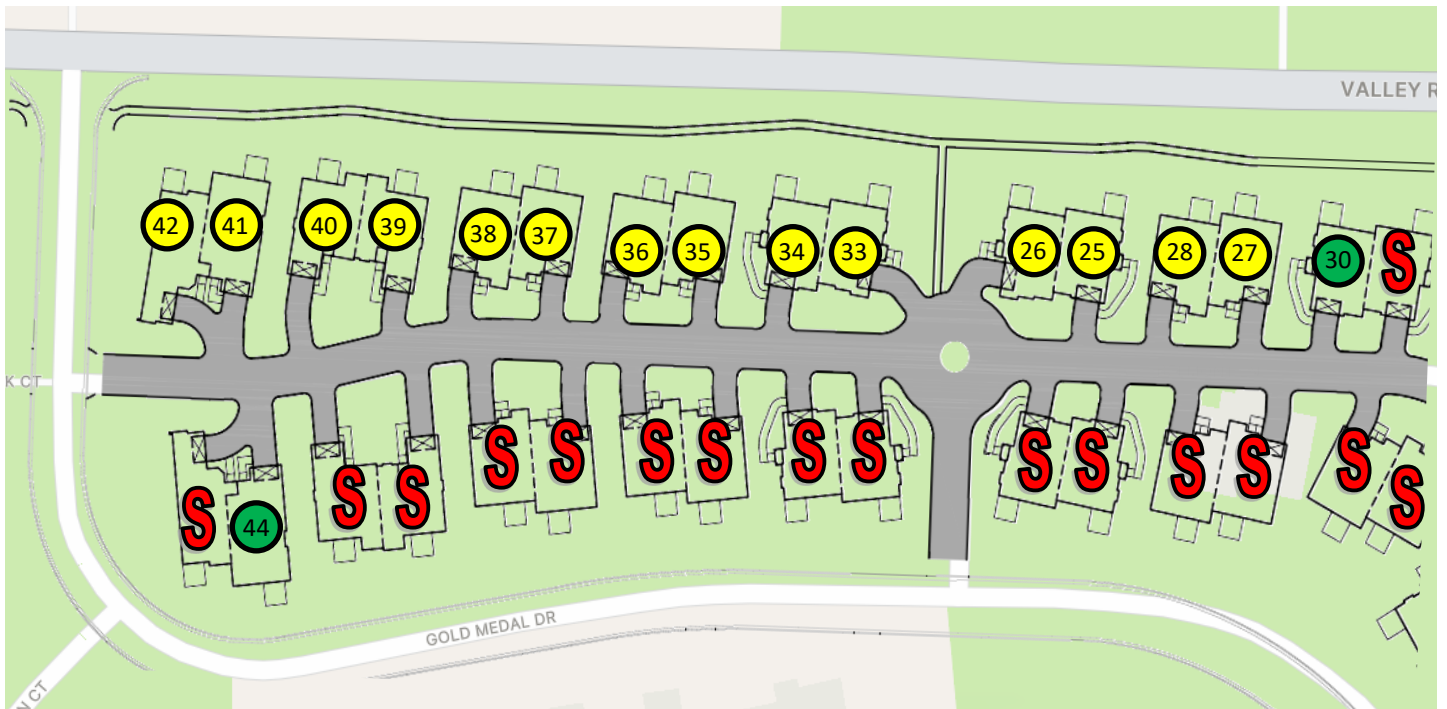 VALLEY R
42 41 40 39 38 37 36 35 34 33 26 25 28 27 30 S
K CT
S S S S S S S S S S S S S S
S 44 S
GOLD MEDAL DR
N CT